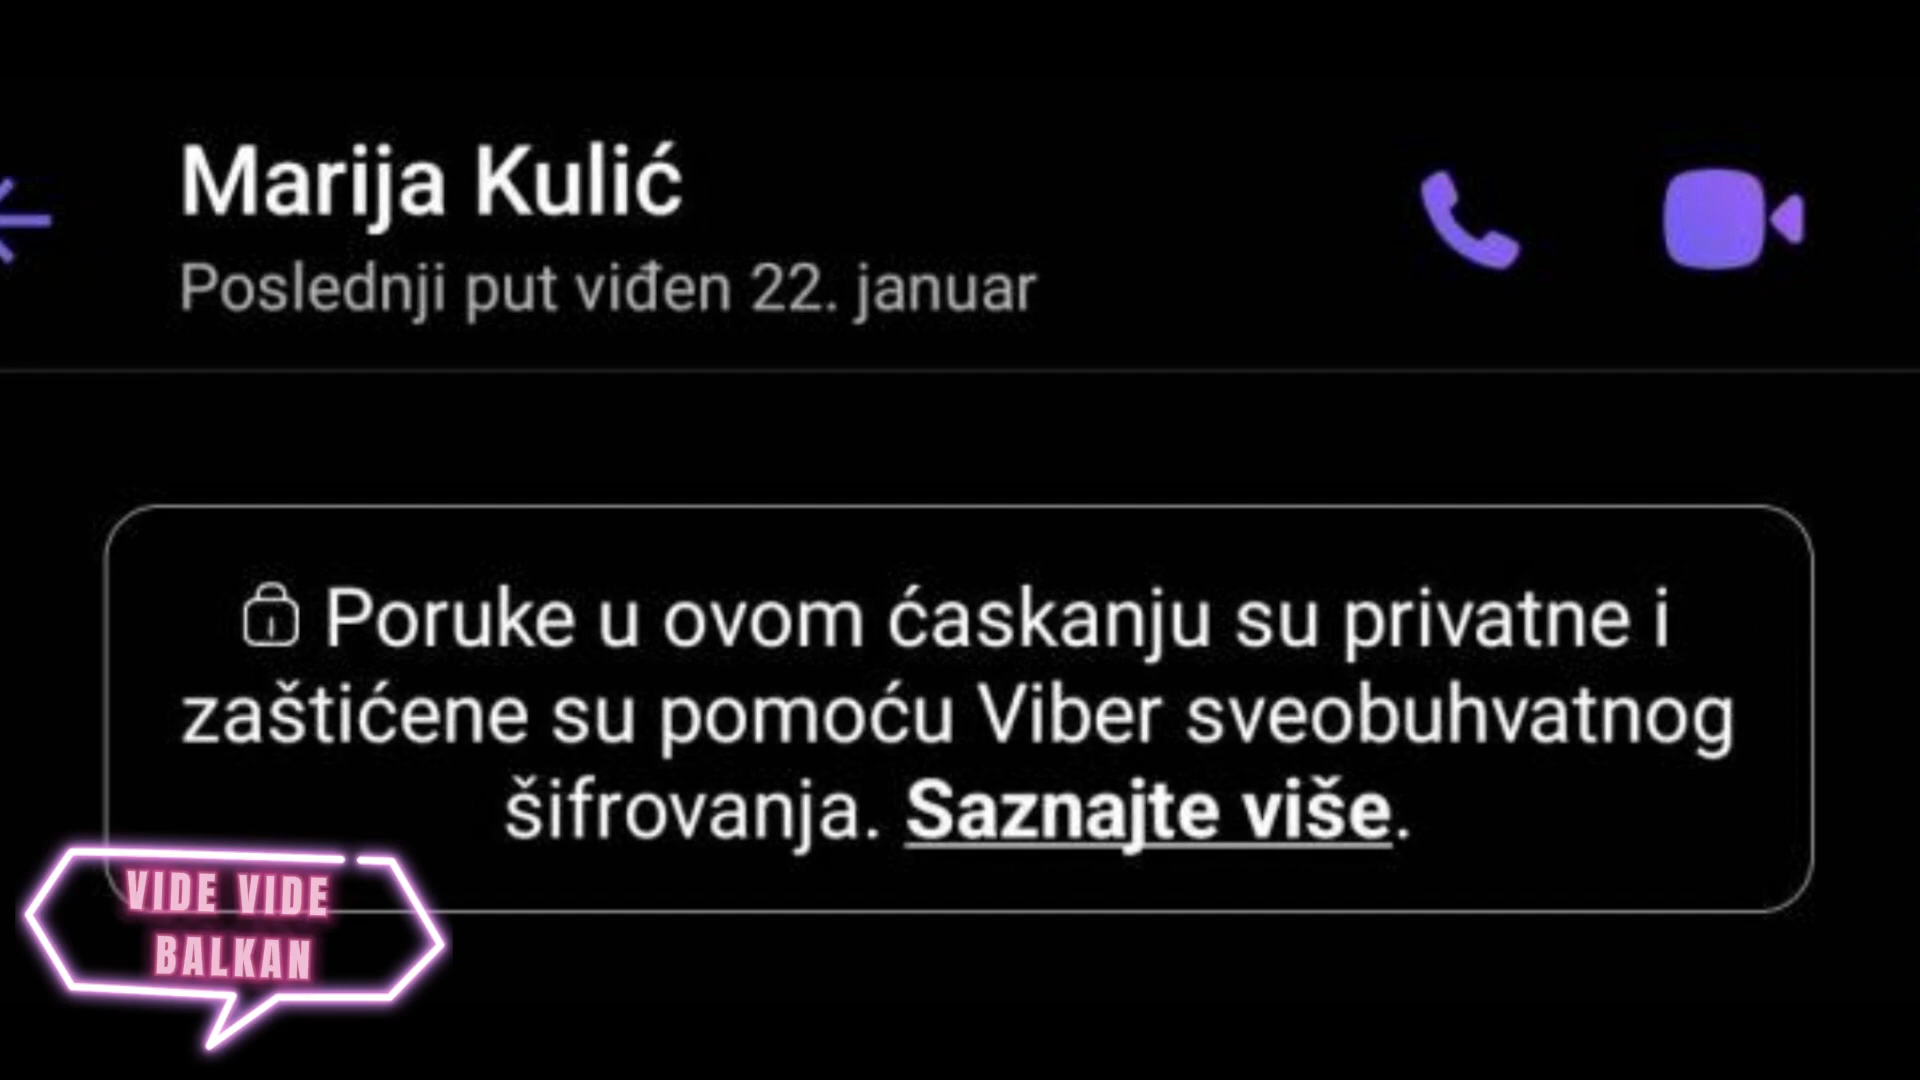 Marija Kulić
Poslednji put viđen 22. januar
Poruke u ovom ćaskanju su privatne i
zaštićene su pomoću Viber sveobuhvatnog
šifrovanja. Saznajte više.
VIDE VIDE
BALKAN